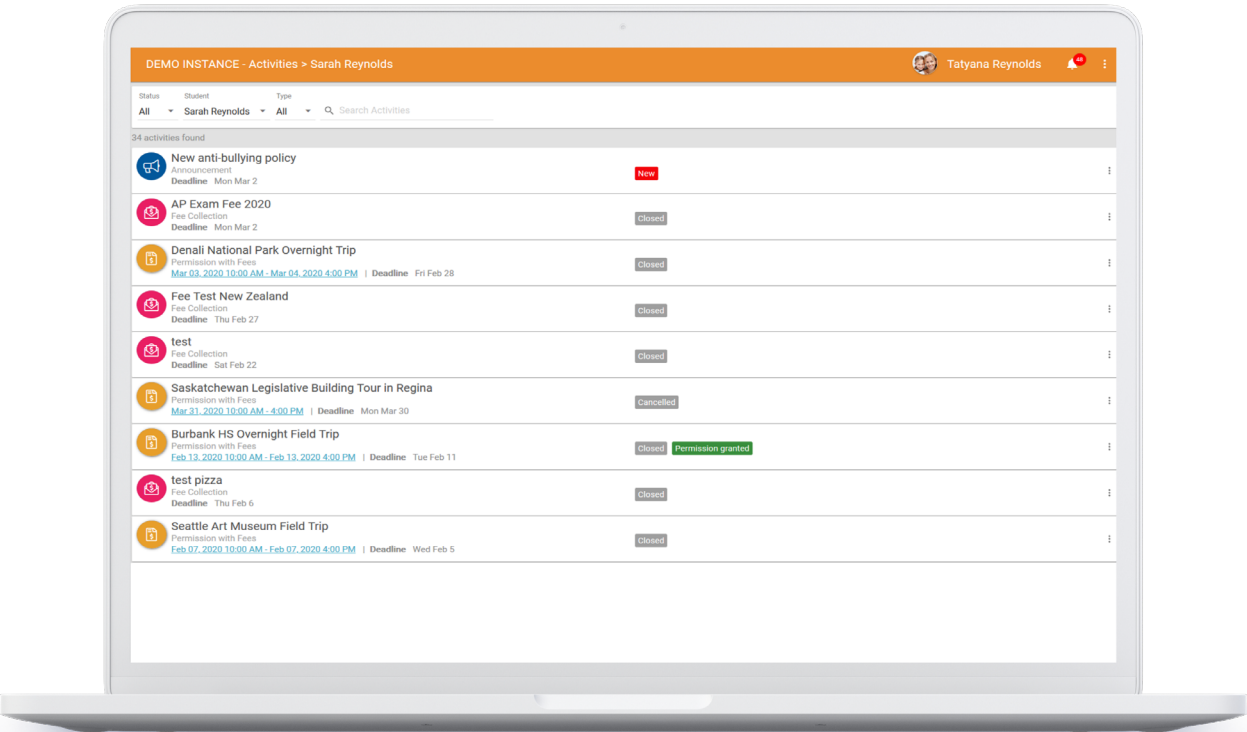 DEMO INSTANCE - Activities > Sarah Reynolds
Tatyana Reynolds
48
Status
Student
Type
All
Sarah Reynolds
All
Search Activities
34 activities found
New anti-bullying policy
Announcement
Deadline Mon Mar 2
New
AP Exam Fee 2020
Fee Collection
Deadline Mon Mar 2
Closed
Denali National Park Overnight Trip
Permission with Fees
Mar 03, 2020 10:00 AM - Mar 04, 2020 4:00 PM | Deadline Fri Feb 28
Closed
Fee Test New Zealand
Fee Collection
Deadline Thu Feb 27
Closed
test
Fee Collection
Deadline Sat Feb 22
Closed
Saskatchewan Legislative Building Tour in Regina
Permission with Fees
Mar 31, 2020 10:00 AM - 4:00 PM | Deadline Mon Mar 30
Cancelled
Burbank HS Overnight Field Trip
Permission with Fees
Feb 13, 2020 10:00 AM - Feb 13, 2020 4:00 PM | Deadline Tue Feb 11
Closed Permission granted
test pizza
Fee Collection
Deadline Thu Feb 6
Closed
Seattle Art Museum Field Trip
Permission with Fees
Feb 07, 2020 10:00 AM - Feb 07, 2020 4:00 PM | Deadline Wed Feb 5
Closed